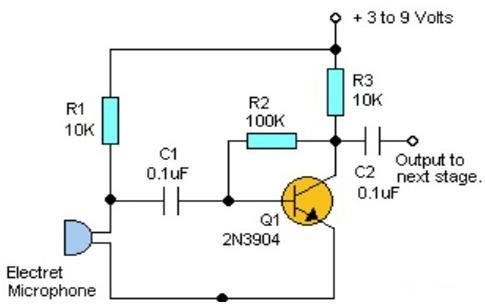 + 3 to 9 Volts
R1
10K
R2
100K
R3
10K
C1
0.1uF
C2
0.1uF
Output to
next stage.
Q1
2N3904
Electret
Microphone